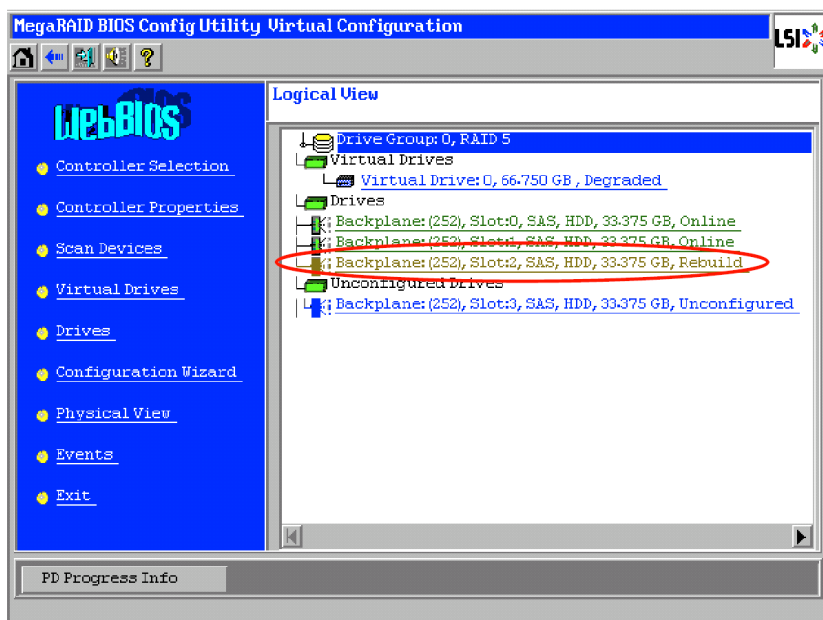 MegaRAID BIOS Config Utility Virtual Configuration
LSI
WebBIOS
Controller Selection
Controller Properties
Scan Devices
Virtual Drives
Drives
Configuration Wizard
Physical View
Events
Exit
Logical View
Drive Group: 0, RAID 5
Virtual Drives
Virtual Drive: 0, 66.750 GB , Degraded
Drives
Backplane: (252), Slot:0, SAS, HDD, 33.375 GB, Online
Backplane: (252), Slot:1, SAS, HDD, 33.375 GB, Online
Backplane: (252), Slot:2, SAS, HDD, 33.375 GB, Rebuild
Unconfigured Drives
Backplane: (252), Slot:3, SAS, HDD, 33.375 GB, Unconfigured
PD Progress Info